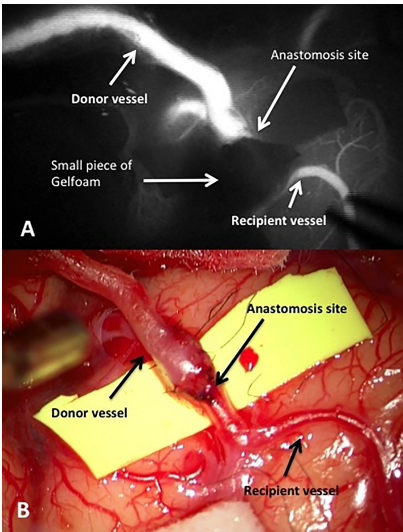 Anastomosis site
Donor vessel
Small piece of
Gelfoam
Recipient vessel
A
Anastomosis site
Donor vessel
Recipient vessel
B